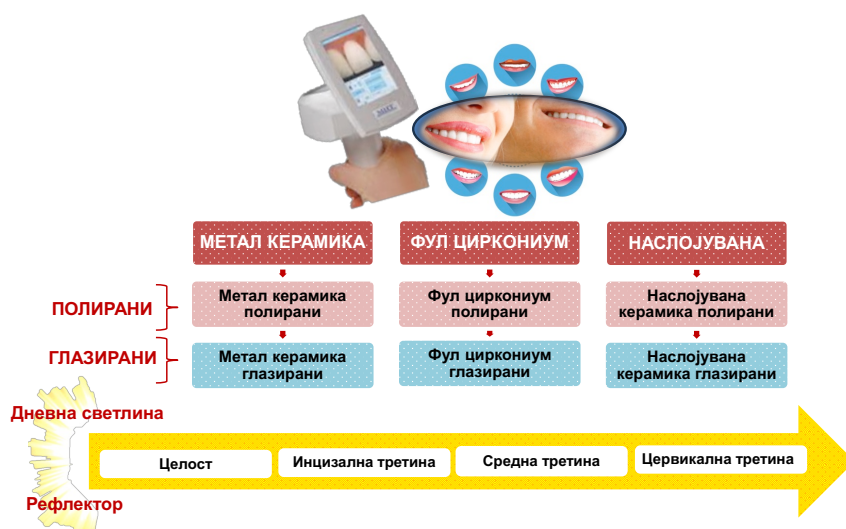 МЕТАЛ КЕРАМИКА
ФУЛ ЦИРКОНИУМ
НАСЛОЈУВАНА
ПОЛИРАНИ
Метал керамика
полирани
Фул циркониум
полирани
Наслојувана
керамика полирани
ГЛАЗИРАНИ
Метал керамика
глазирани
Фул циркониум
глазирани
Наслојувана
керамика глазирани
Дневна светлина
Целост
Инцизална третина
Средна третина
Цервикална третина
Рефлектор